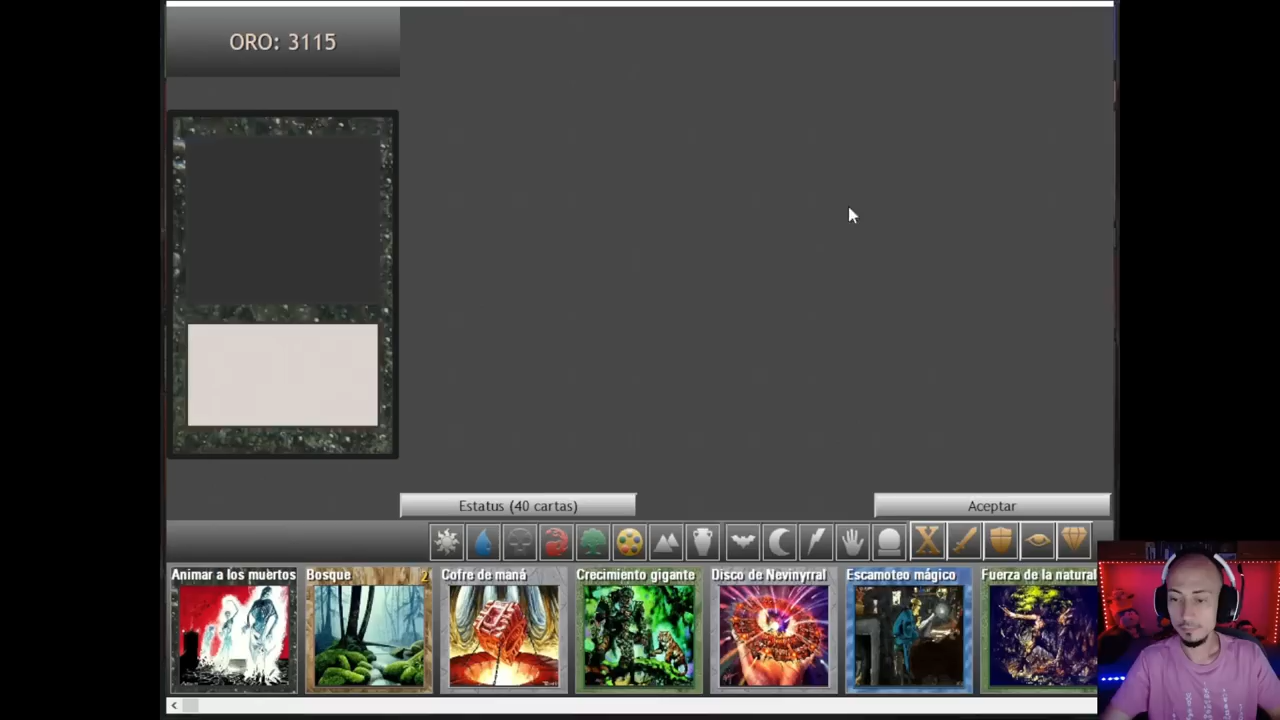 ORO: 3115
Estatus (40 cartas)
Aceptar
X
Animar a los muertos
Bosque
2
Cofre de maná
Crecimiento gigante
Disco de Nevinyrral
Escamoteo mágico
Fuerza de la natural